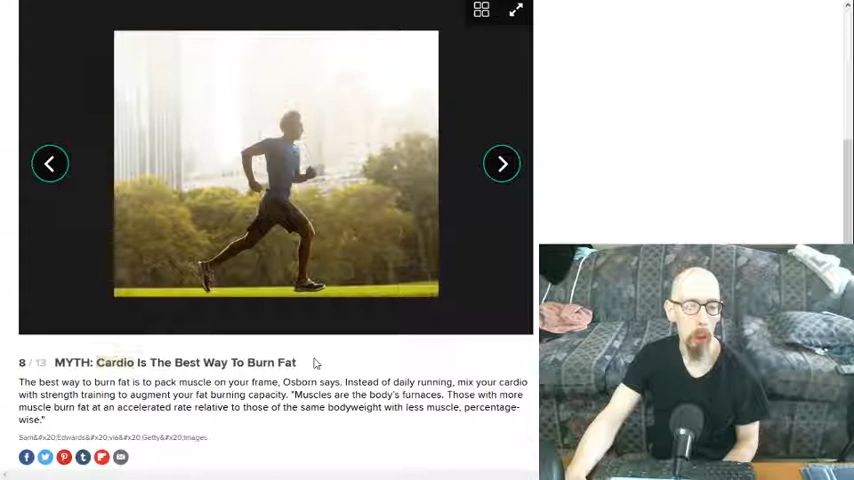 8 / 13 MYTH: Cardio Is The Best Way To Burn Fat
The best way to burn fat is to pack muscle on your frame, Osborn says. Instead of daily running, mix your cardio
with strength training to augment your fat burning capacity. "Muscles are the body's furnaces. Those with more
muscle burn fat at an accelerated rate relative to those of the same bodyweight with less muscle, percentage-
wise."
Sam&#x20;Edwards&#x20;via&#x20;Getty&#x20;Images